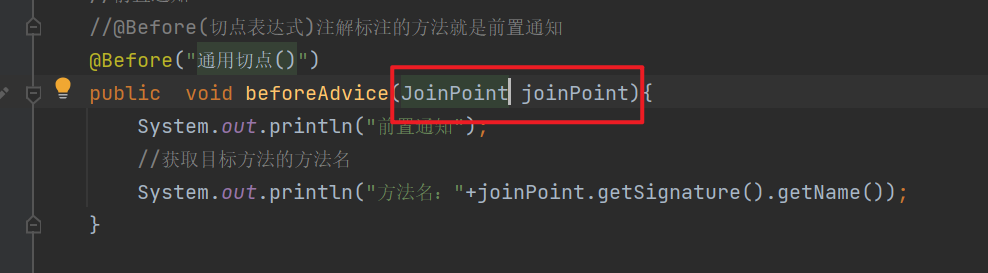 //@Before(切点表达式)注解标注的方法就是前置通知
@Before("通用切点()")
public  void beforeAdvice(JoinPoint joinPoint){
System.out.println("前置通知");
//获取目标方法的方法名
System.out.println("方法名："+joinPoint.getSignature().getName());
}